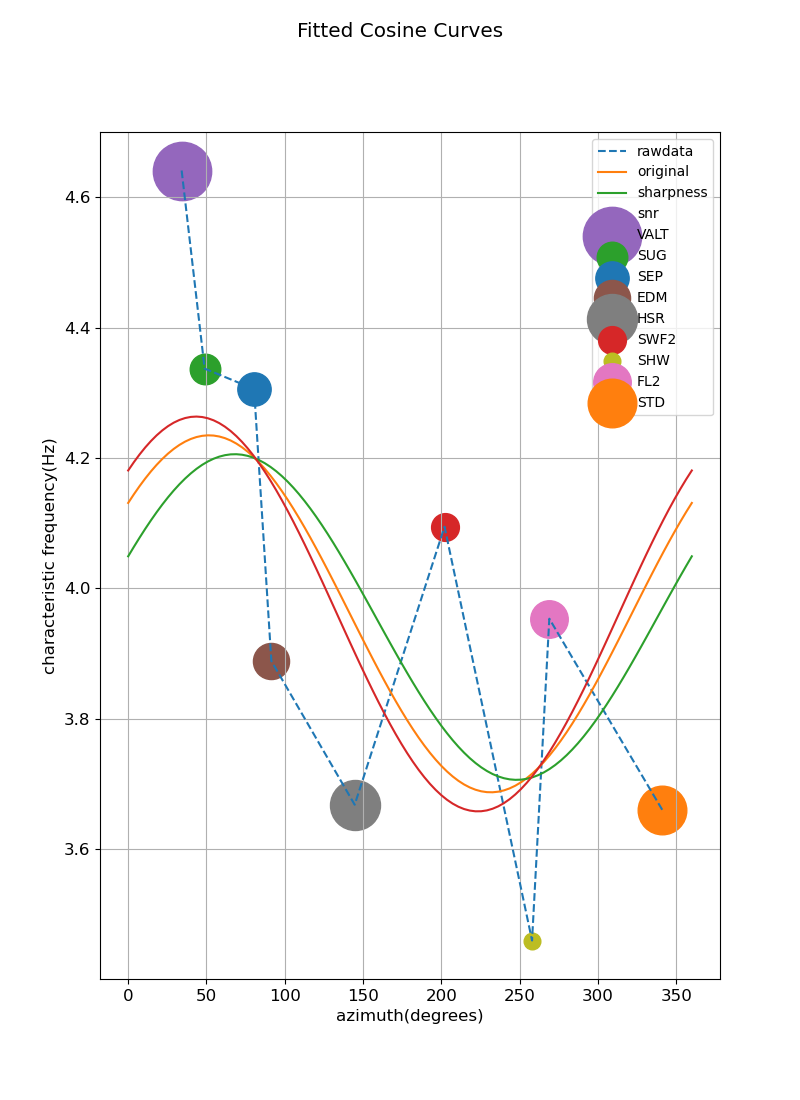 Fitted Cosine Curves
rawdata
original
sharpness
snr
VALT
SUG
SEP
EDM
HSR
SWF2
SHW
FL2
STD
characteristic frequency(Hz)
4.6
4.4
4.2
4.0
3.8
3.6
0 50 100 150 200 250 300 350
azimuth(degrees)